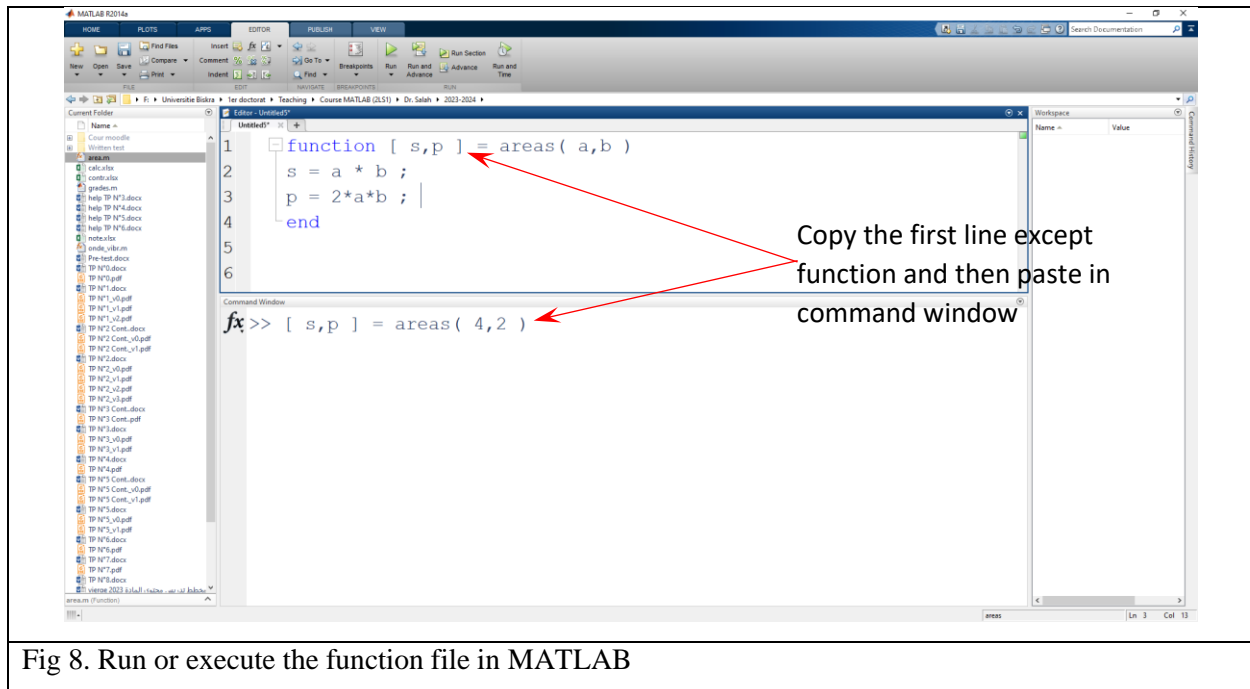 MATLAB R2014a
HOME PLOTS APPS EDITOR PUBLISH VIEW
Search Documentation
New Open Save
Find Files
Compare
Print
FILE
Insert fx
Comment
Indent
EDIT
Go To
Find
NAVIGATE
Breakpoints
BREAKPOINTS
Run
Run and Advance
Run Section
Advance
Run and Time
RUN
F: Universitie Biskra 1er doctorat Teaching Course MATLAB (2LS1) Dr. Salah 2023-2024
Current Folder
Name
Cour moodle
Written test
area.m
calc.xlsx
contr.xlsx
grades.m
help TP N°3.docx
help TP N°4.docx
help TP N°5.docx
help TP N°6.docx
note.xlsx
onde_vibr.m
Pre-test.docx
TP N°0.docx
TP N°0.pdf
TP N°1.docx
TP N°1_v0.pdf
TP N°1_v1.pdf
TP N°1_v2.pdf
TP N°2 Cont..docx
TP N°2 Cont._v0.pdf
TP N°2 Cont._v1.pdf
TP N°2.docx
TP N°2_v0.pdf
TP N°2_v1.pdf
TP N°2_v2.pdf
TP N°2_v3.pdf
TP N°3 Cont..docx
TP N°3 Cont..pdf
TP N°3.docx
TP N°3_v0.pdf
TP N°3_v1.pdf
TP N°4.docx
TP N°4.pdf
TP N°5 Cont..docx
TP N°5 Cont._v0.pdf
TP N°5 Cont._v1.pdf
TP N°5.docx
TP N°5_v0.pdf
TP N°5_v1.pdf
TP N°6.docx
TP N°6.pdf
TP N°7.docx
TP N°7.pdf
TP N°8.docx
vierge 2023
area.m (Function)
Editor - Untitled5*
Untitled5* × +
1 function [ s,p ] = areas( a,b )
2 s = a * b ;
3 p = 2*a*b ;
4 end
5
6
Command Window
fx >> [ s,p ] = areas( 4,2 )
Copy the first line except
function and then paste in
command window
Workspace
Name Value
Command History
areas Ln 3 Col 13
Fig 8. Run or execute the function file in MATLAB